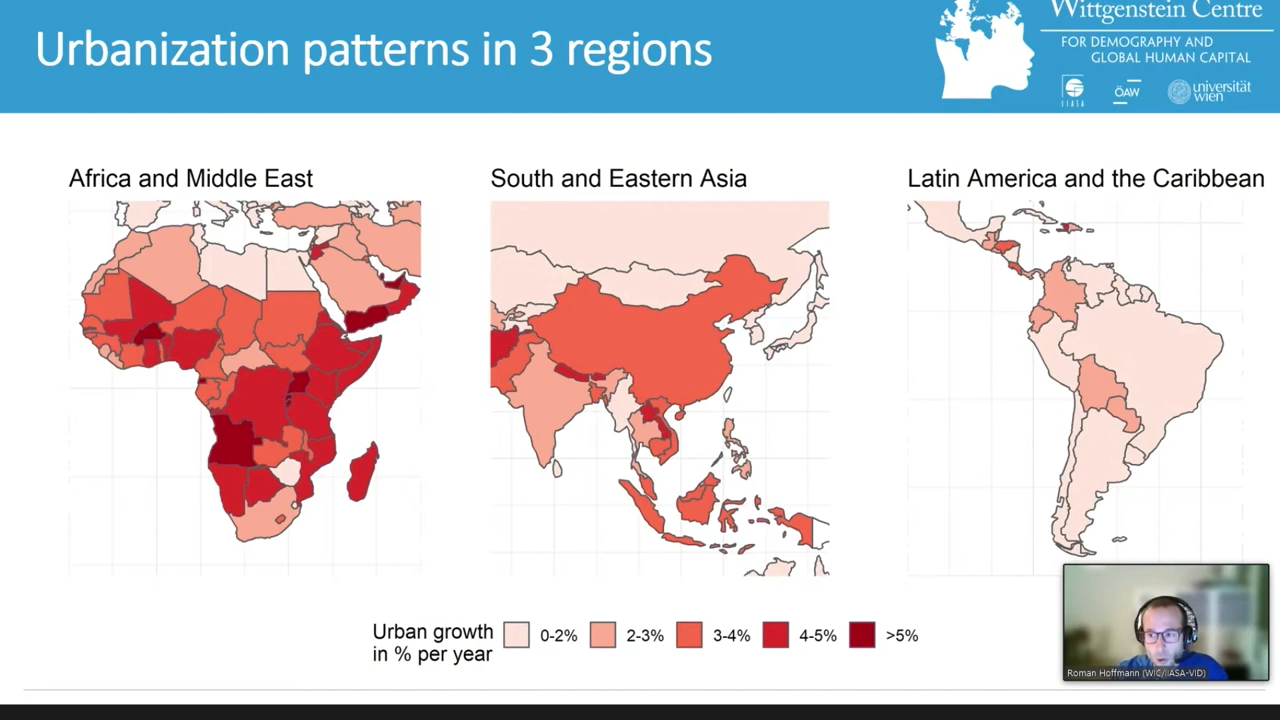 Urbanization patterns in 3 regions
Wittgenstein Centre
FOR DEMOGRAPHY AND
GLOBAL HUMAN CAPITAL
IIASA
ÖAW
universität
wien
Africa and Middle East
South and Eastern Asia
Latin America and the Caribbean
Urban growth
in % per year
0-2%
2-3%
3-4%
4-5%
>5%
Roman Hoffmann (WIC/IIASA-VID)